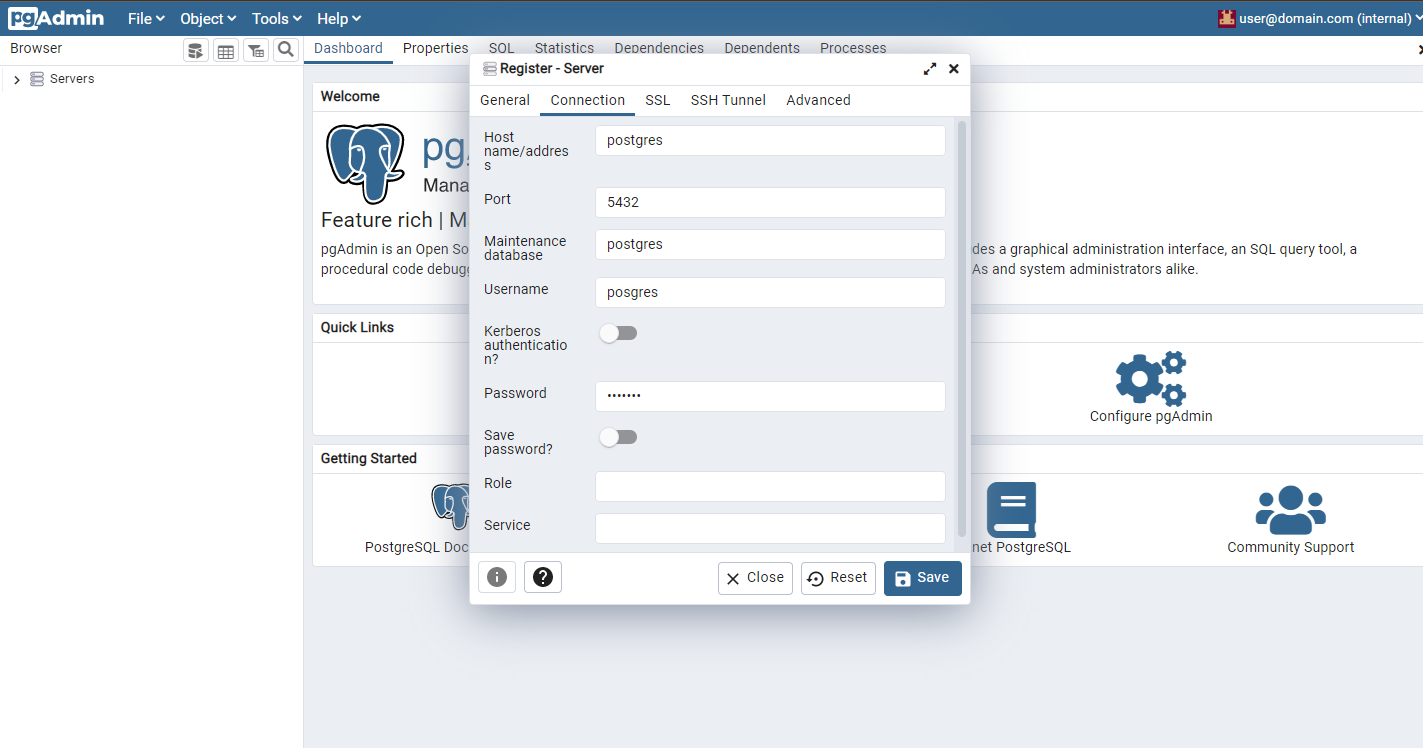 pgAdmin File Object Tools Help user@domain.com (internal)
Browser Dashboard Properties SQL Statistics Dependencies Dependents Processes
Servers
Welcome
pg
Mana
Feature rich | M
pgAdmin is an Open So
des a graphical administration interface, an SQL query tool, a
procedural code debugg
As and system administrators alike.
Quick Links
Configure pgAdmin
Getting Started
PostgreSQL Doc
net PostgreSQL
Community Support
Register - Server
General Connection SSL SSH Tunnel Advanced
Host
name/addres
s
postgres
Port
5432
Maintenance
database
postgres
Username
posgres
Kerberos
authenticatio
n?
Password
•••••••
Save
password?
Role
Service
Close Reset Save